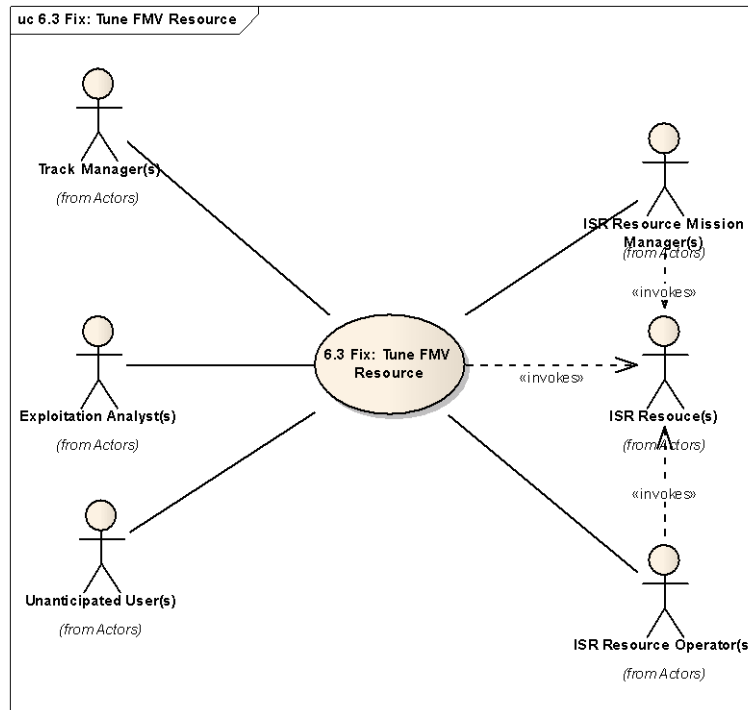 uc 6.3 Fix: Tune FMV Resource
Track Manager(s)
(from Actors)
ISR Resource Mission
Manager(s)
(from Actors)
«invokes»
6.3 Fix: Tune FMV
Resource
«invokes»
Exploitation Analyst(s)
(from Actors)
ISR Resouce(s)
(from Actors)
«invokes»
Unanticipated User(s)
(from Actors)
ISR Resource Operator(s
(from Actors)